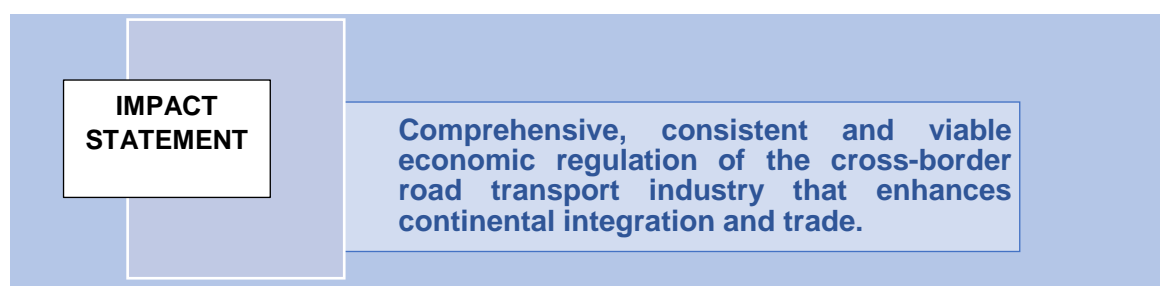 IMPACT
STATEMENT
Comprehensive, consistent and viable
economic regulation of the cross-border
road transport industry that enhances
continental integration and trade.